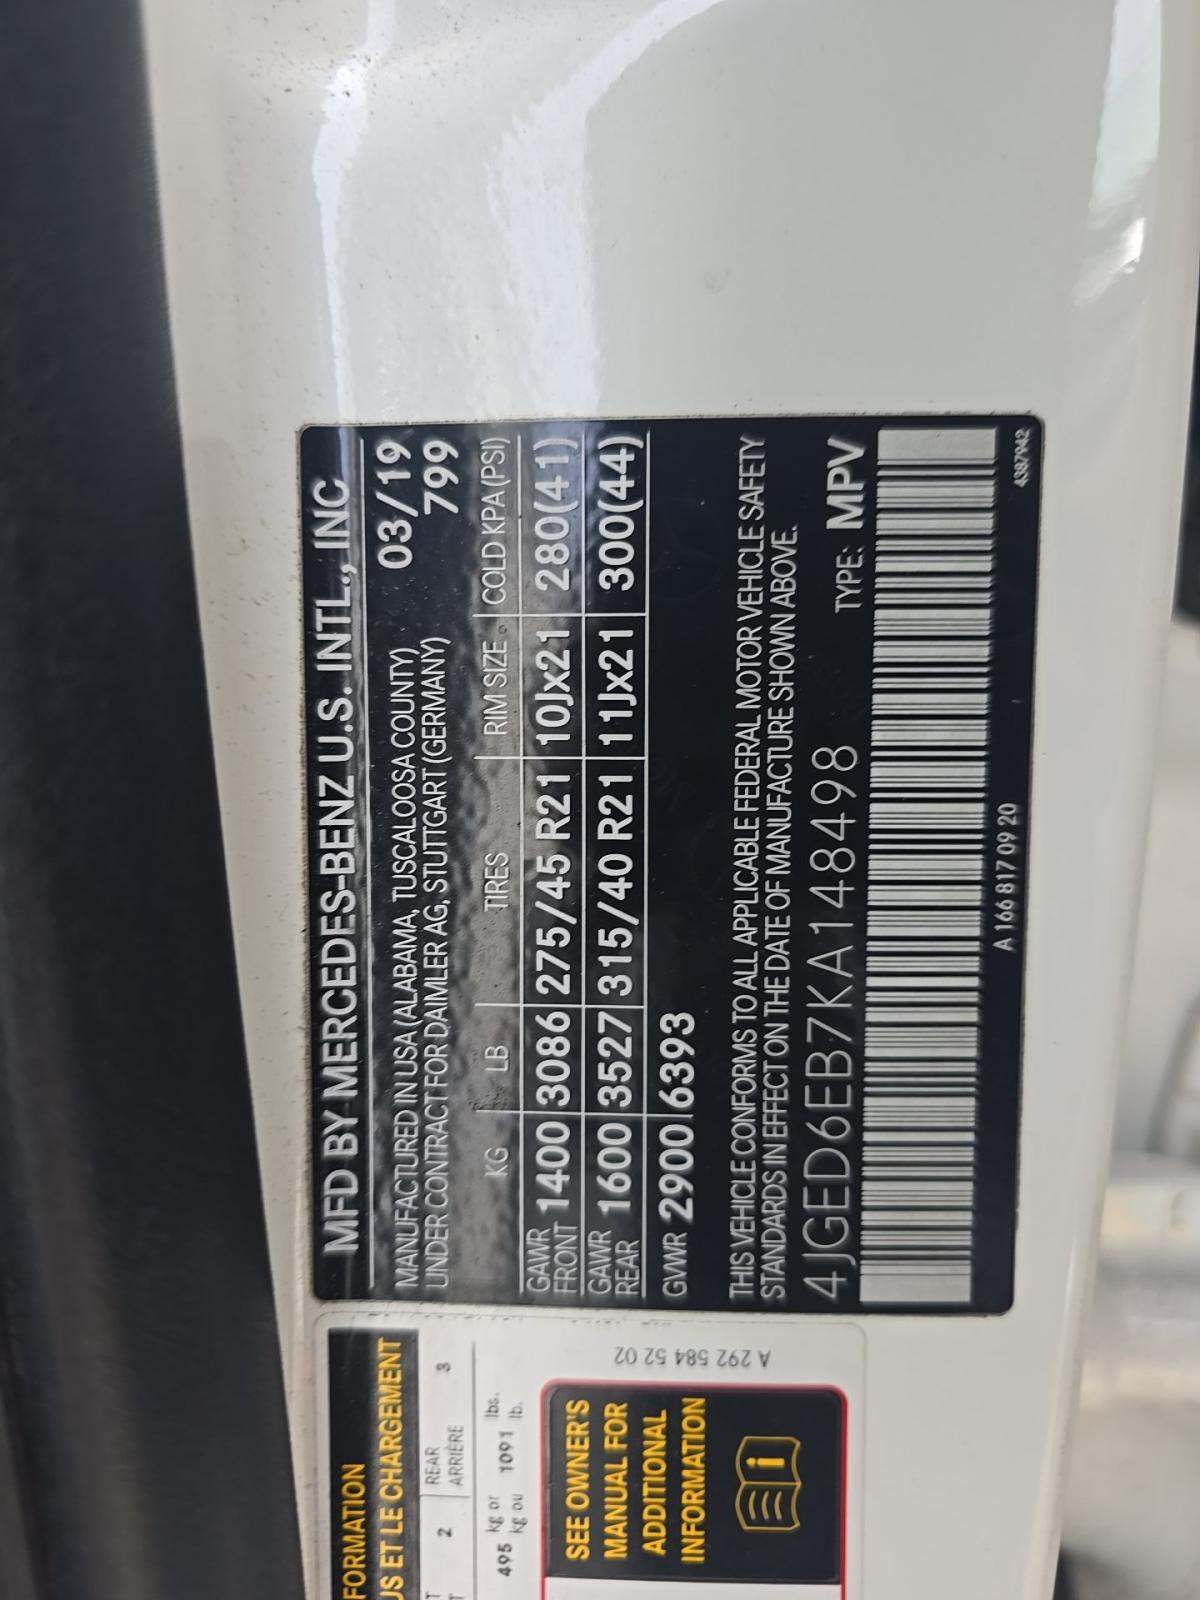 MFD BY MERCEDES-BENZ U.S. INTL., INC
MANUFACTURED IN USA (ALABAMA, TUSCALOOSA COUNTY) 03/19
UNDER CONTRACT FOR DAIMLER AG, STUTTGART (GERMANY) 799
KG LB TIRES RIM SIZE COLD KPA(PSI)
GAWR FRONT 1400 3086 275/45 R21 10Jx21 280(41)
GAWR REAR 1600 3527 315/40 R21 11Jx21 300(44)
GVWR 2900 6393
THIS VEHICLE CONFORMS TO ALL APPLICABLE FEDERAL MOTOR VEHICLE SAFETY
STANDARDS IN EFFECT ON THE DATE OF MANUFACTURE SHOWN ABOVE.
4JGED6EB7KA148498 TYPE: MPV
A 166 817 09 20 4387942
FORMATION
US ET LE CHARGEMENT
2 REAR 3
ARRIÈRE
495 kg or 1091 lbs.
kg ou lb.
A 292 584 52 02
SEE OWNER'S
MANUAL FOR
ADDITIONAL
INFORMATION